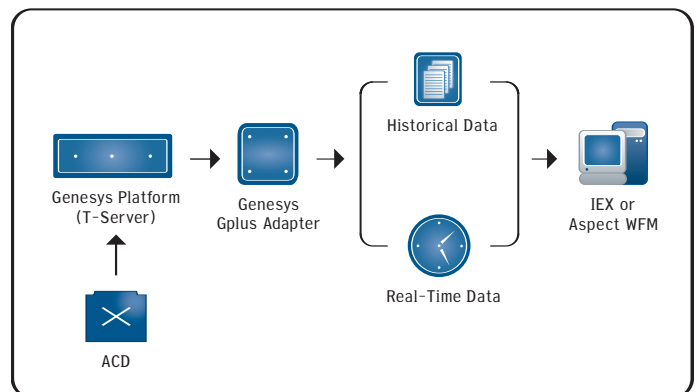 Genesys Platform
(T-Server)
Genesys
Gplus Adapter
Historical Data
Real-Time Data
IEX or
Aspect WFM
ACD